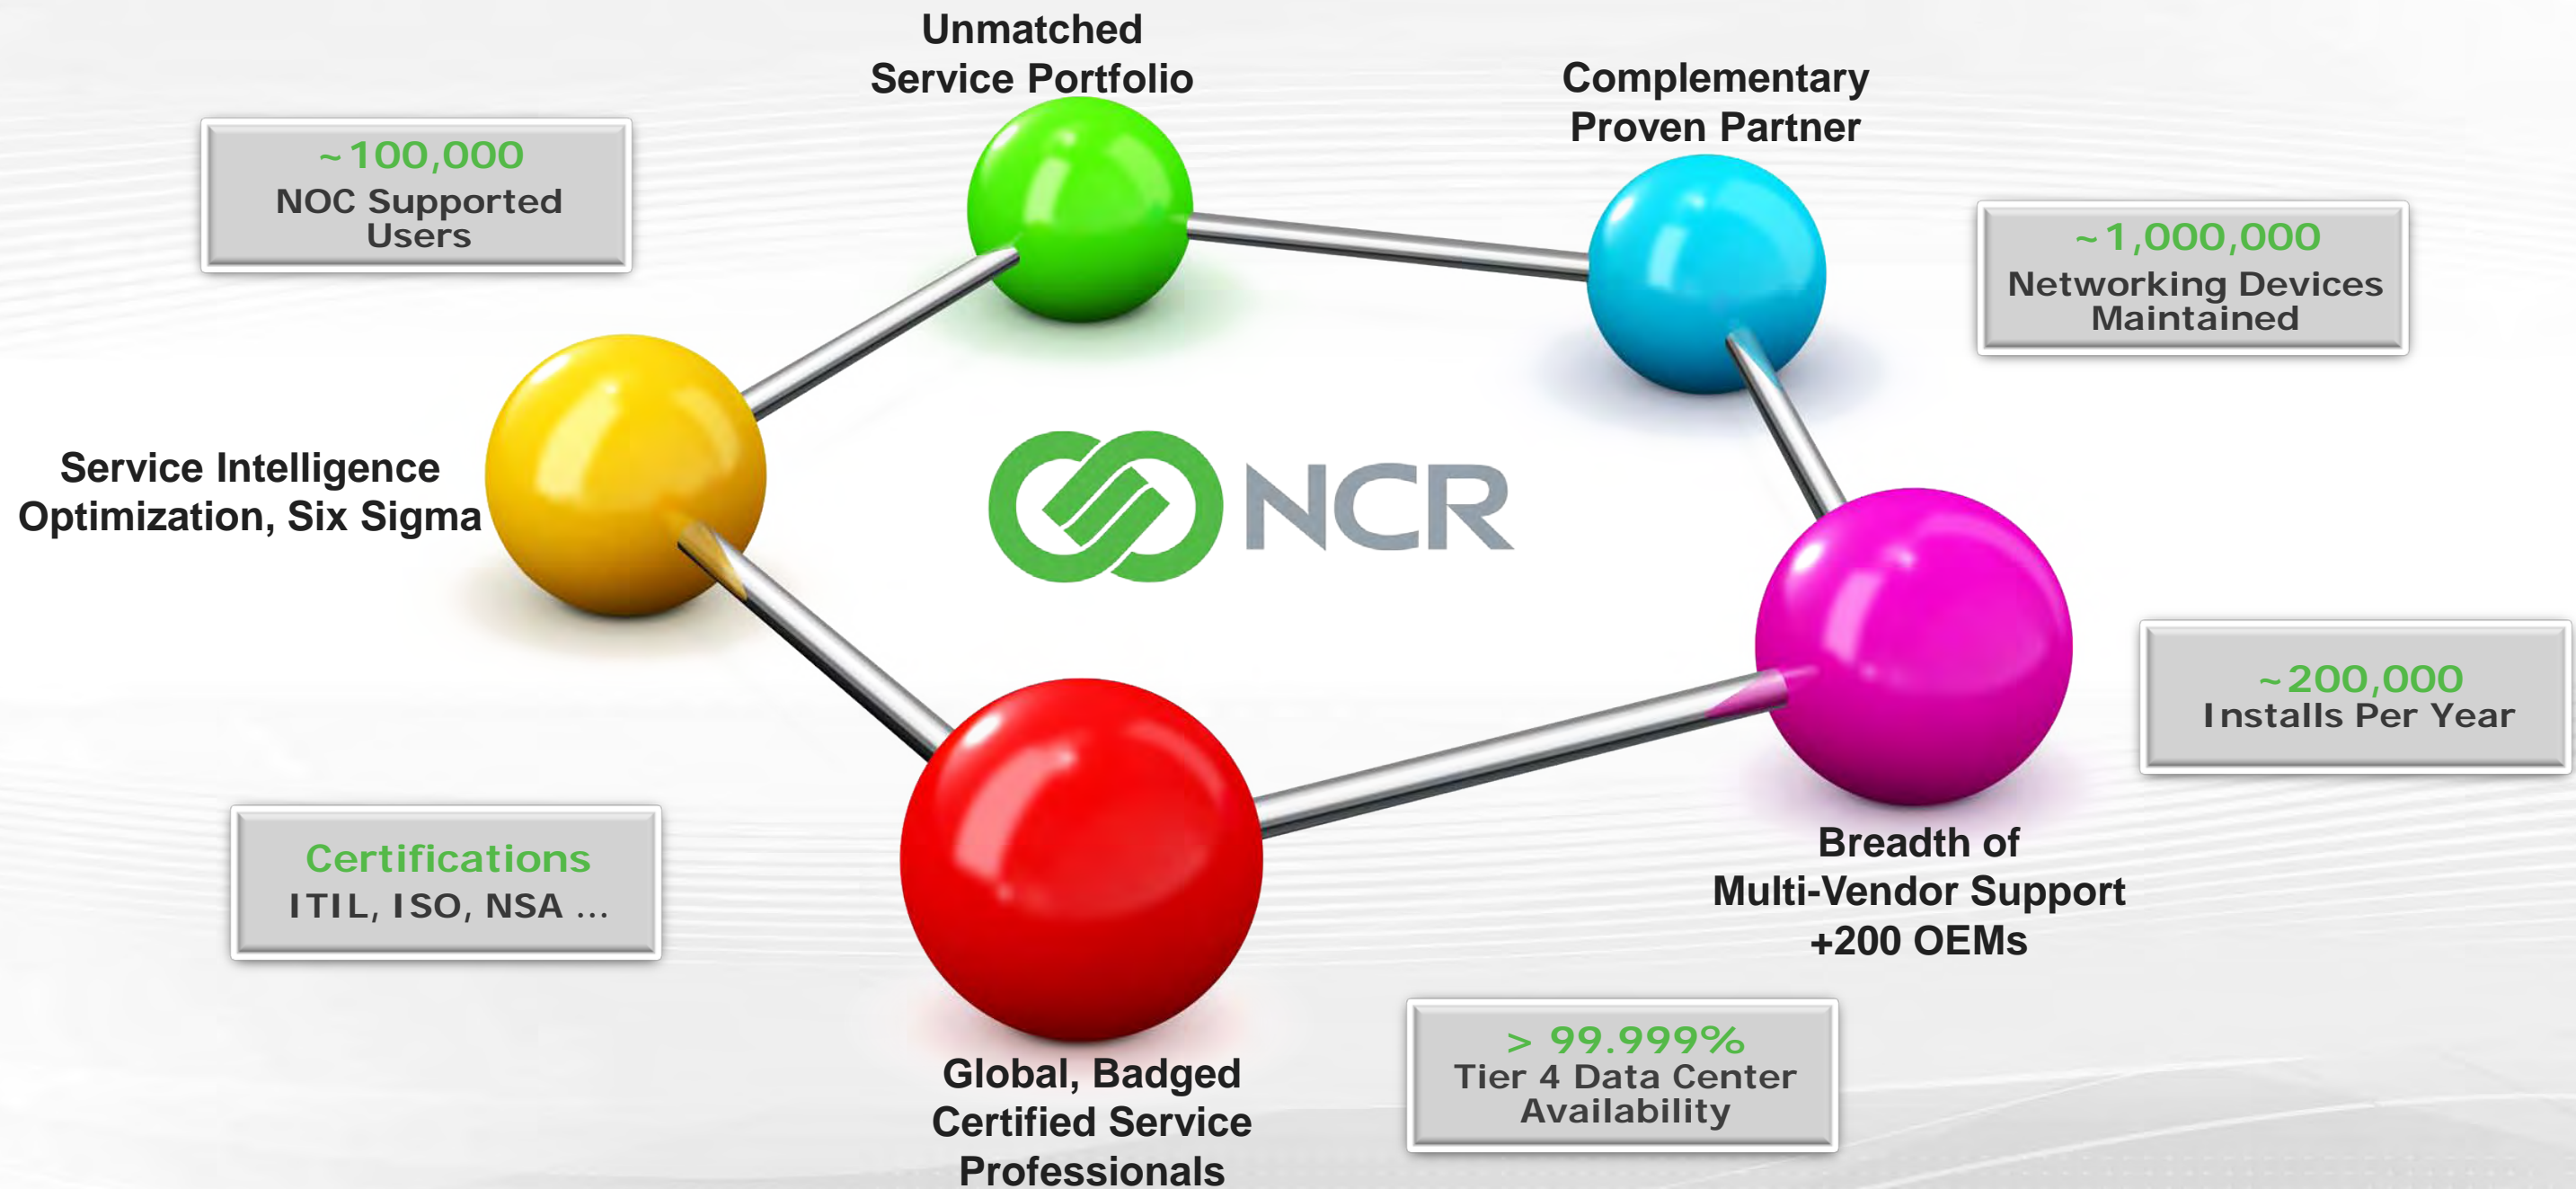 Unmatched
Service Portfolio
Complementary
Proven Partner
~100,000
NOC Supported
Users
~1,000,000
Networking Devices
Maintained
Service Intelligence
Optimization, Six Sigma
NCR
~200,000
Installs Per Year
Certifications
ITIL, ISO, NSA ...
Breadth of
Multi-Vendor Support
+200 OEMs
Global, Badged
Certified Service
Professionals
> 99.999%
Tier 4 Data Center
Availability